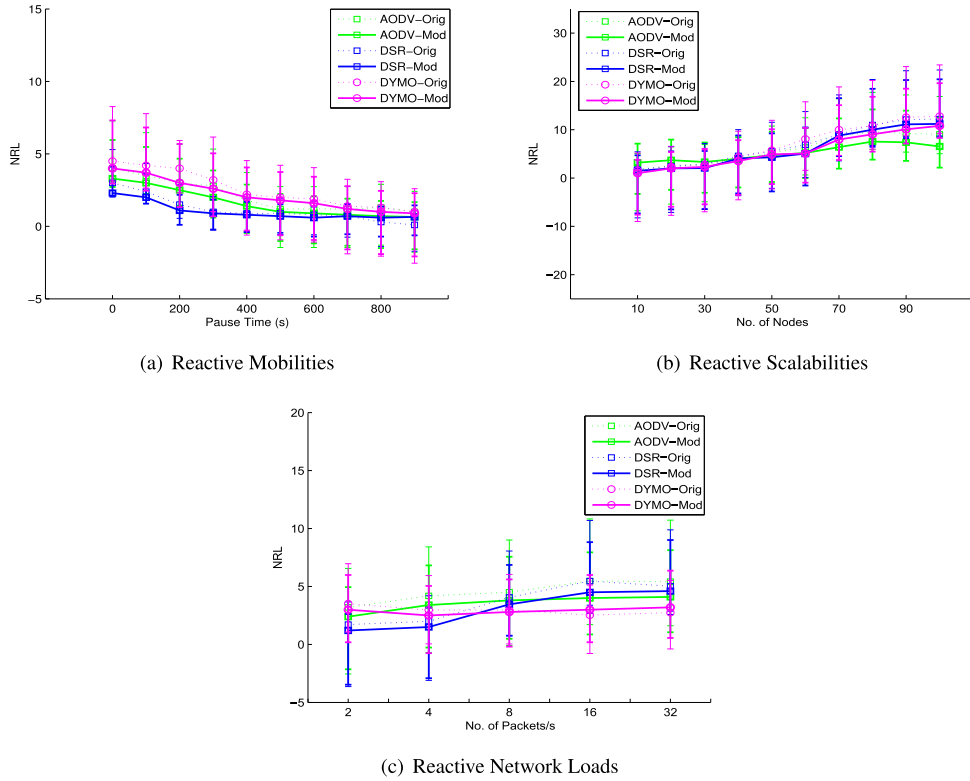 15
10
5
0
−5
NRL
0
200
400
600
800
Pause Time (s)
AODV−Orig
AODV−Mod
DSR−Orig
DSR−Mod
DYMO−Orig
DYMO−Mod
(a) Reactive Mobilities
30
20
10
0
−10
−20
NRL
10
30
50
70
90
No. of Nodes
AODV−Orig
AODV−Mod
DSR−Orig
DSR−Mod
DYMO−Orig
DYMO−Mod
(b) Reactive Scalabilities
20
15
10
5
0
−5
NRL
2
4
8
16
32
No. of Packets/s
AODV−Orig
AODV−Mod
DSR−Orig
DSR−Mod
DYMO−Orig
DYMO−Mod
(c) Reactive Network Loads